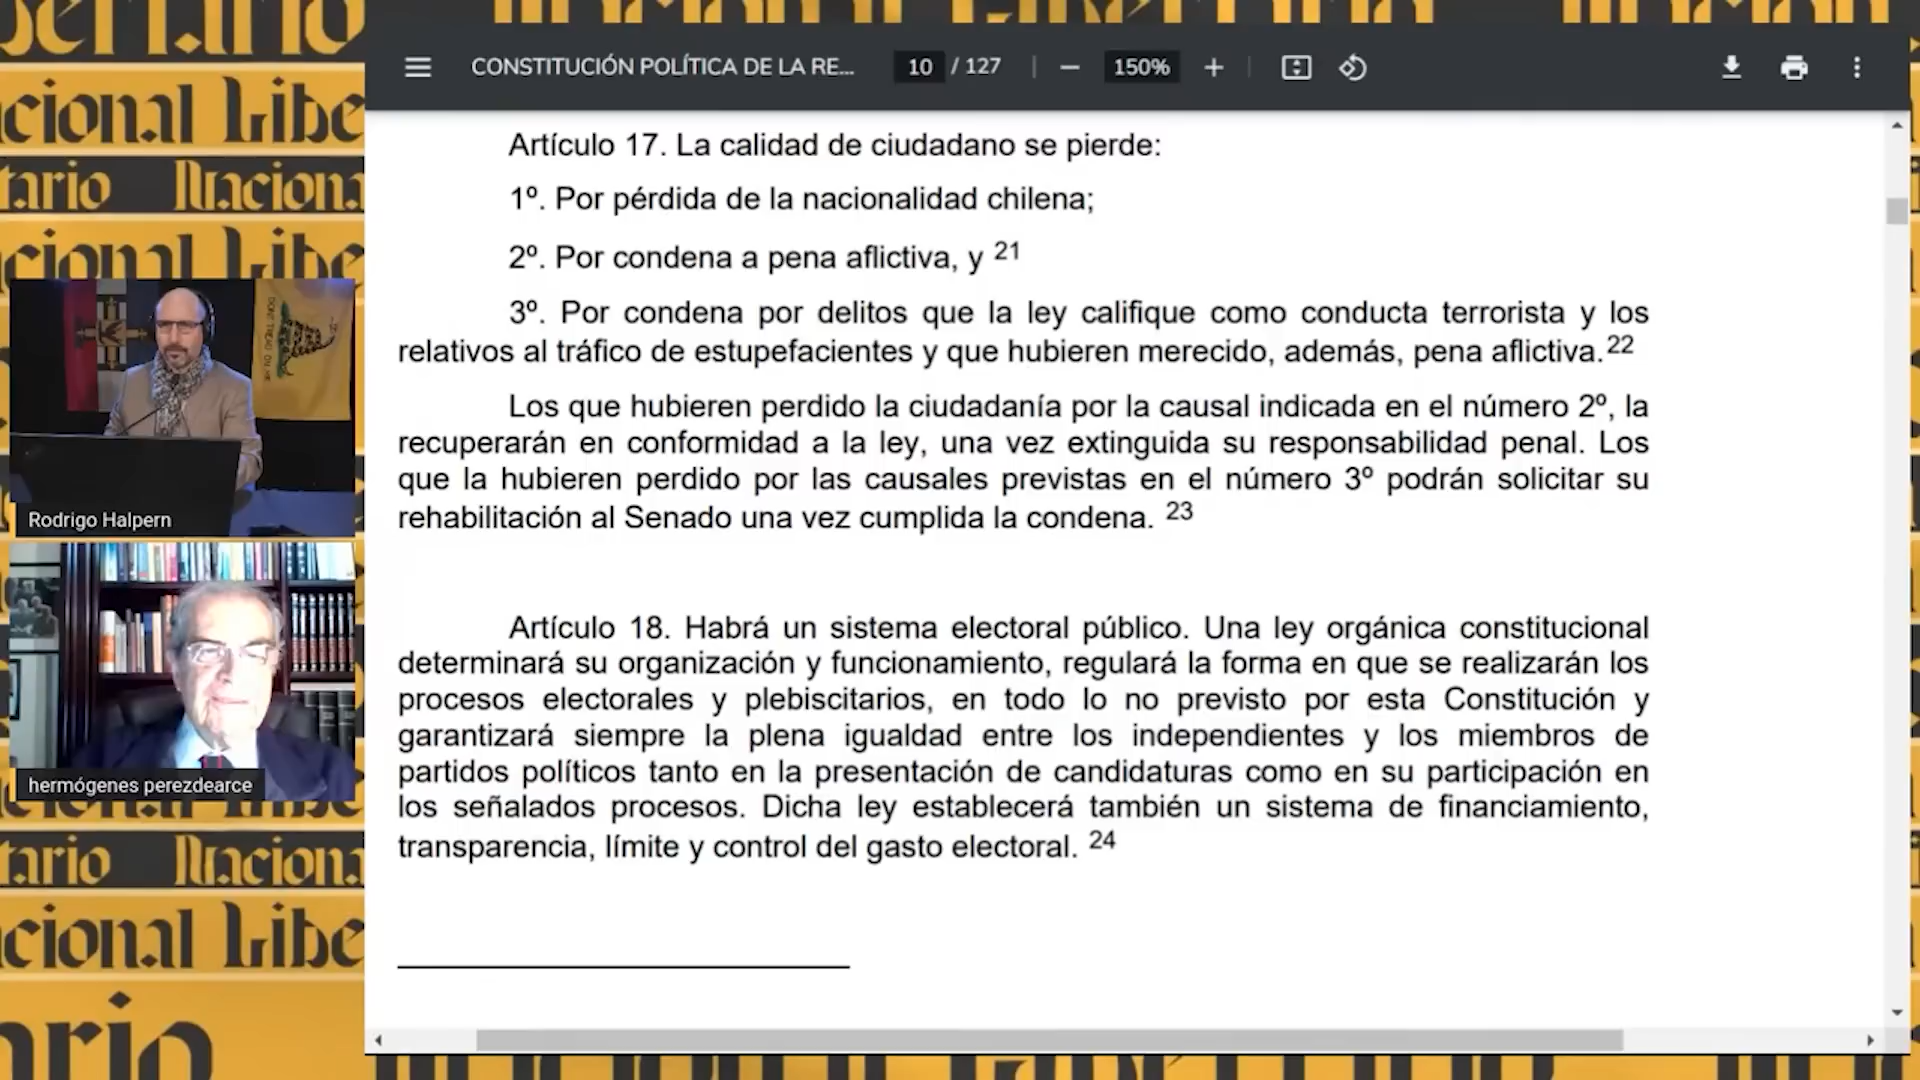 CONSTITUCIÓN POLÍTICA DE LA RE...
10 / 127
150%
Artículo 17. La calidad de ciudadano se pierde:
1º. Por pérdida de la nacionalidad chilena;
2º. Por condena a pena aflictiva, y 21
3º. Por condena por delitos que la ley califique como conducta terrorista y los
relativos al tráfico de estupefacientes y que hubieren merecido, además, pena aflictiva.22
Los que hubieren perdido la ciudadanía por la causal indicada en el número 2º, la
recuperarán en conformidad a la ley, una vez extinguida su responsabilidad penal. Los
que la hubieren perdido por las causales previstas en el número 3º podrán solicitar su
rehabilitación al Senado una vez cumplida la condena. 23
Artículo 18. Habrá un sistema electoral público. Una ley orgánica constitucional
determinará su organización y funcionamiento, regulará la forma en que se realizarán los
procesos electorales y plebiscitarios, en todo lo no previsto por esta Constitución y
garantizará siempre la plena igualdad entre los independientes y los miembros de
partidos políticos tanto en la presentación de candidaturas como en su participación en
los señalados procesos. Dicha ley establecerá también un sistema de financiamiento,
transparencia, límite y control del gasto electoral. 24
Rodrigo Halpern
hermógenes perezdearce